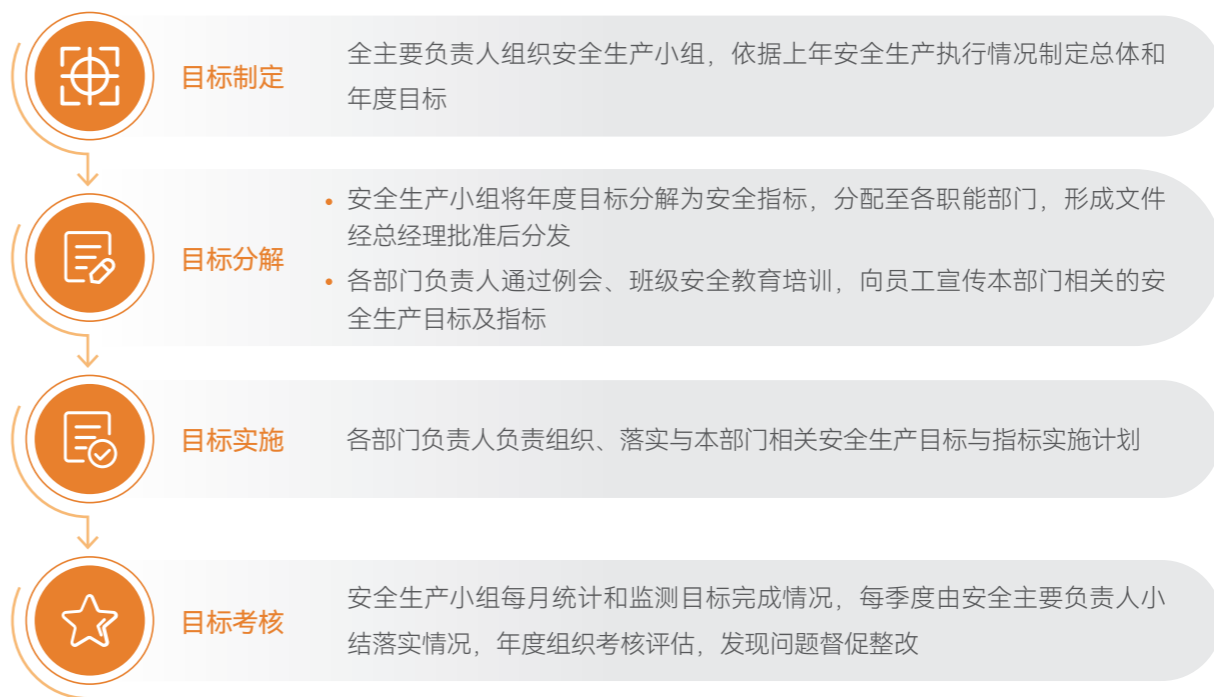 目标制定
全主要负责人组织安全生产小组，依据上年安全生产执行情况制定总体和
年度目标
目标分解
• 安全生产小组将年度目标分解为安全指标，分配至各职能部门，形成文件
经总经理批准后分发
• 各部门负责人通过例会、班级安全教育培训，向员工宣传本部门相关的安
全生产目标及指标
目标实施
各部门负责人负责组织、落实与本部门相关安全生产目标与指标实施计划
目标考核
安全生产小组每月统计和监测目标完成情况，每季度由安全主要负责人小
结落实情况，年度组织考核评估，发现问题督促整改